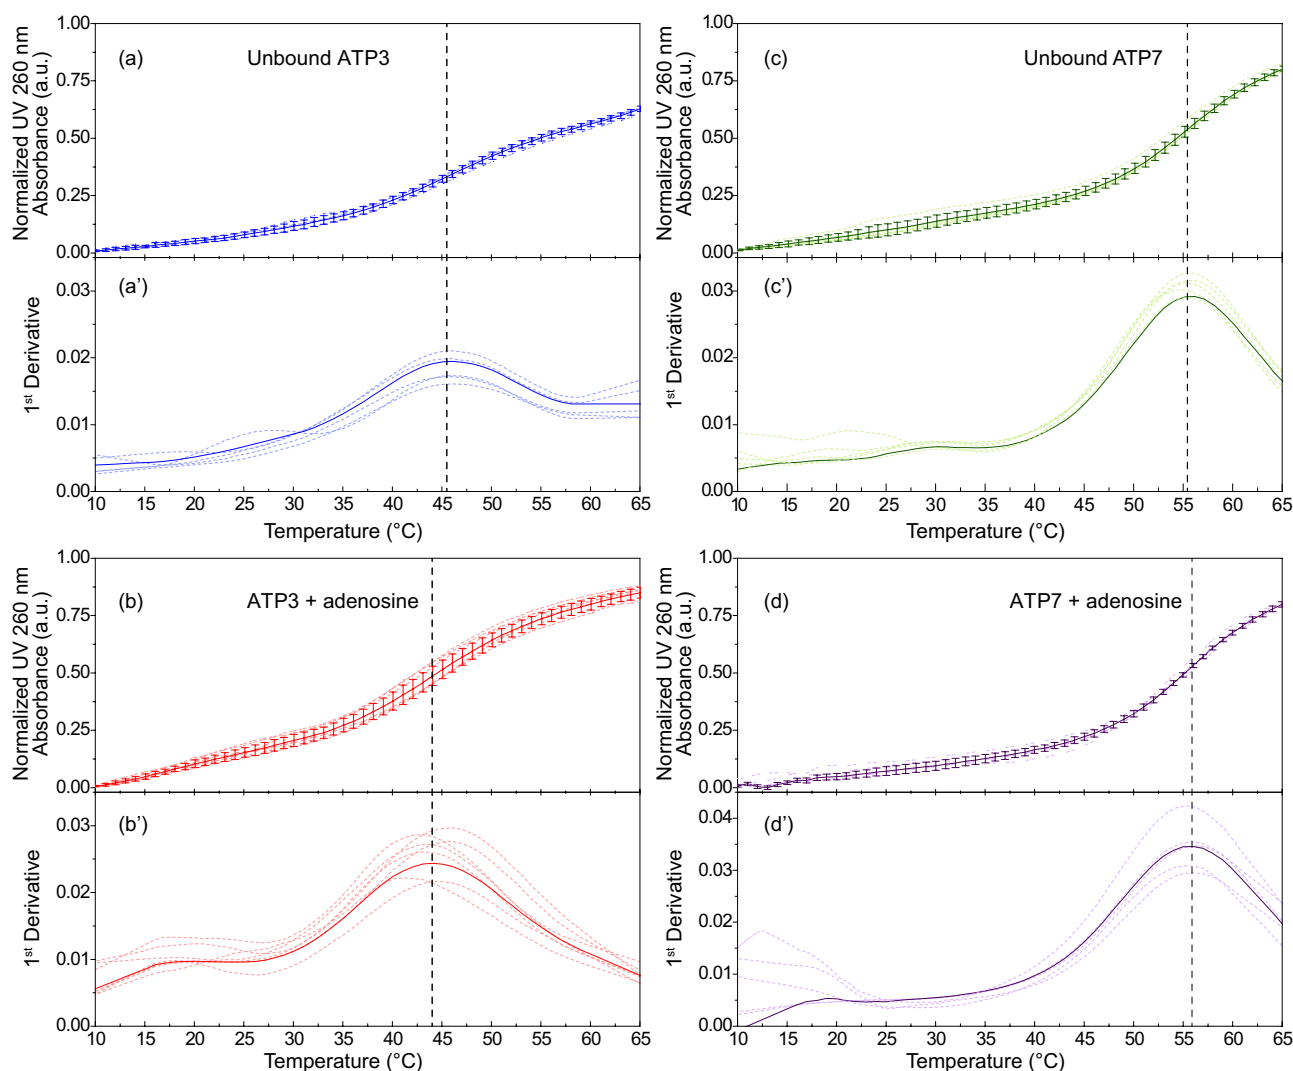 Normalized UV 260 nm
Absorbance (a.u.)
1.00
0.75
0.50
0.25
0.00
(a)
Unbound ATP3
1st Derivative
0.03
0.02
0.01
0.00
(a')
10 15 20 25 30 35 40 45 50 55 60 65
Temperature (°C)
Normalized UV 260 nm
Absorbance (a.u.)
1.00
0.75
0.50
0.25
0.00
(c)
Unbound ATP7
1st Derivative
0.03
0.02
0.01
0.00
(c')
10 15 20 25 30 35 40 45 50 55 60 65
Temperature (°C)
Normalized UV 260 nm
Absorbance (a.u.)
1.00
0.75
0.50
0.25
0.00
(b)
ATP3 + adenosine
1st Derivative
0.03
0.02
0.01
0.00
(b')
10 15 20 25 30 35 40 45 50 55 60 65
Temperature (°C)
Normalized UV 260 nm
Absorbance (a.u.)
1.00
0.75
0.50
0.25
0.00
(d)
ATP7 + adenosine
1st Derivative
0.04
0.03
0.02
0.01
0.00
(d')
10 15 20 25 30 35 40 45 50 55 60 65
Temperature (°C)